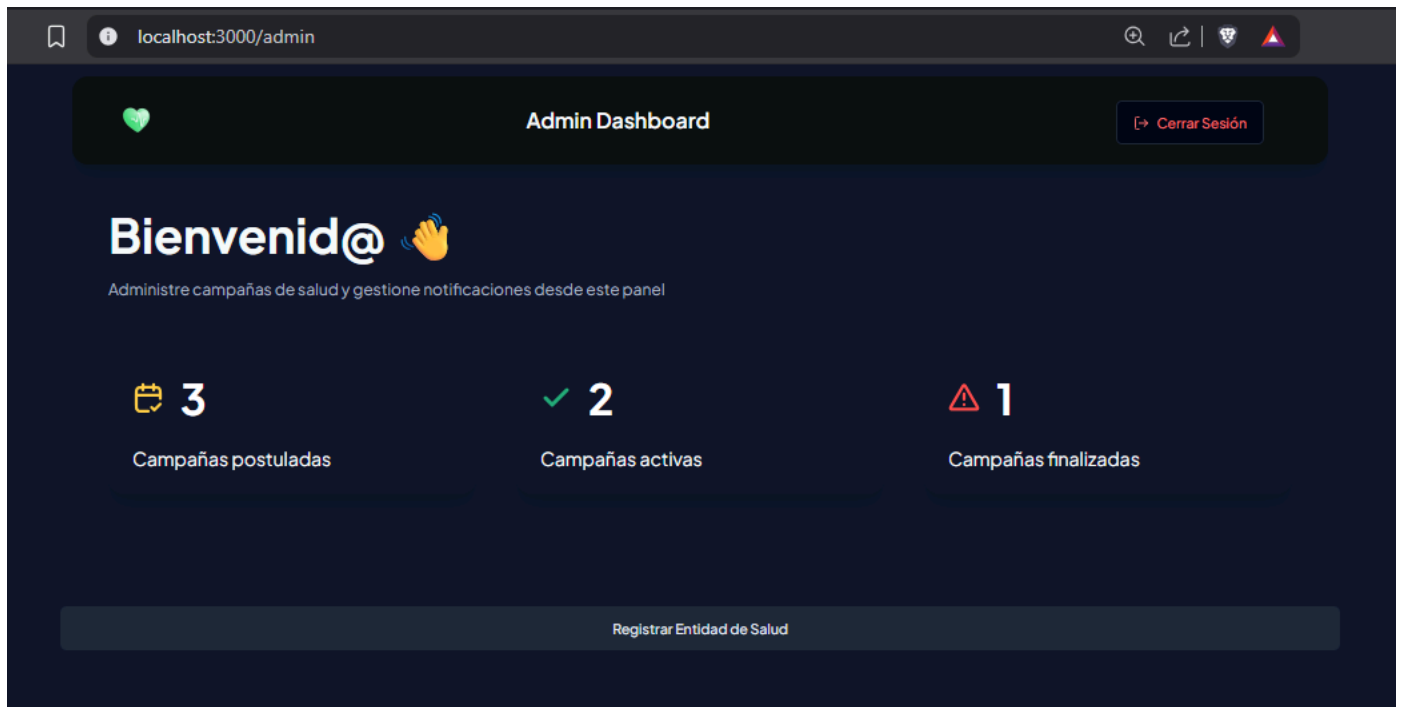 localhost:3000/admin
Admin Dashboard
Cerrar Sesión
Bienvenid@ 👋
Administre campañas de salud y gestione notificaciones desde este panel
3
Campañas postuladas
2
Campañas activas
1
Campañas finalizadas
Registrar Entidad de Salud